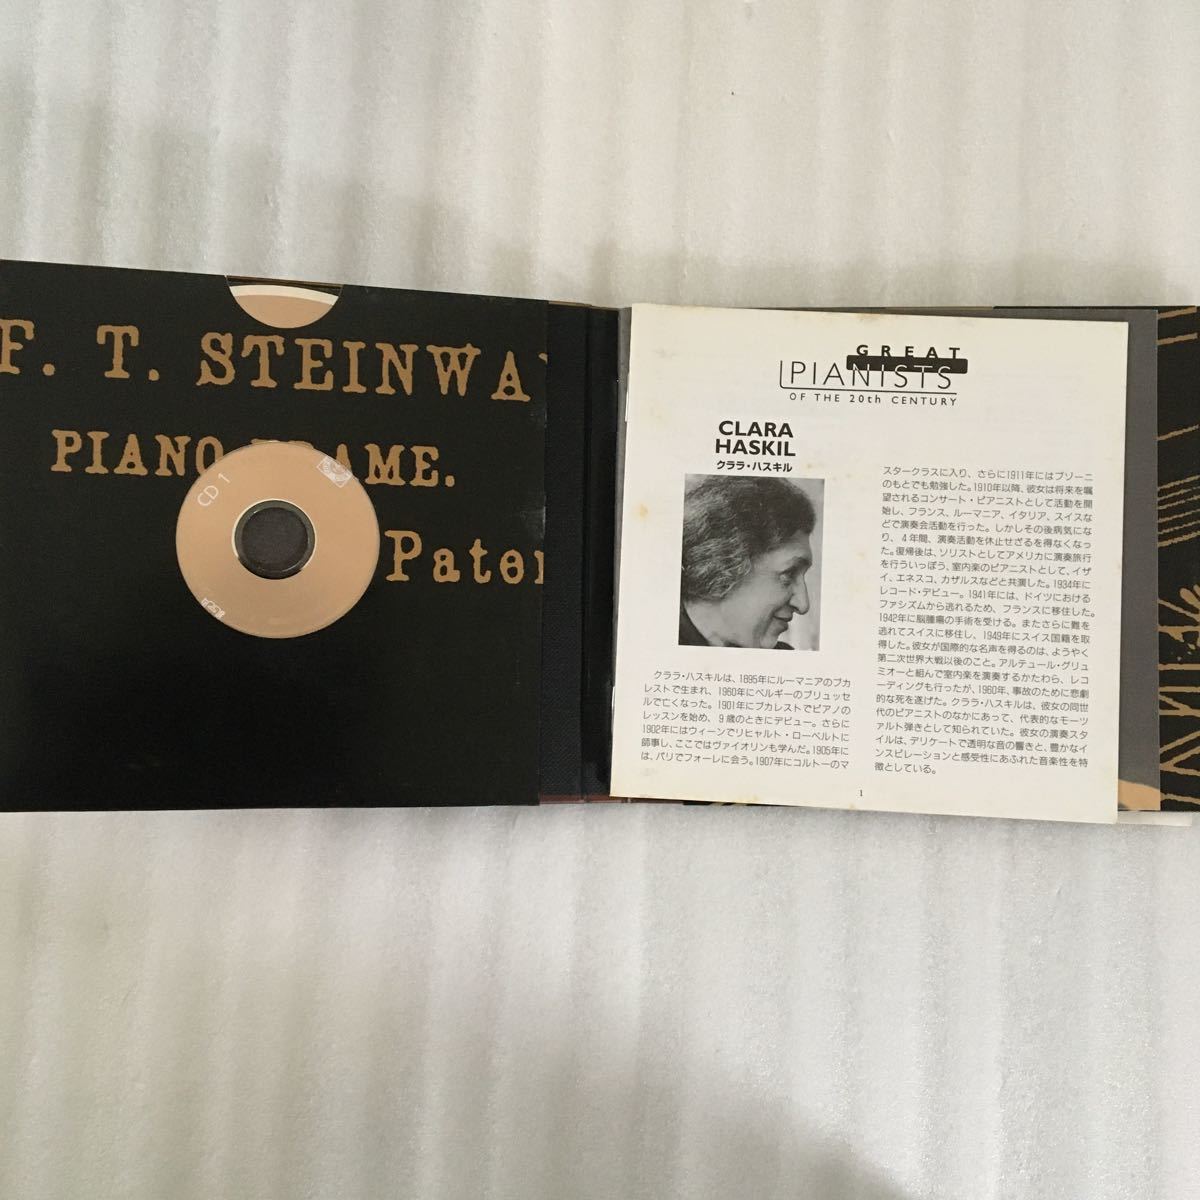 F. T. STEINWA
PIANO FRAME.
Pate
CD 1
GREAT
PIANISTS
OF THE 20th CENTURY
CLARA
HASKIL
クララ・ハスキル
クララ・ハスキルは、1895年にルーマニアのブカ
レストで生まれ、1960年にベルギーのブリュッセ
ルで亡くなった。1901年にブカレストでピアノの
レッスンを始め、9歳のときにデビュー。さらに
1902年にはウィーンでリヒャルト・ローベルトに
師事し、ここではヴァイオリンも学んだ。1905年に
は、パリでフォーレに会う。1907年にコルトーのマ
スタークラスに入り、さらに1911年にはブゾーニ
のもとでも勉強した。1910年以降、彼女は将来を嘱
望されるコンサート・ピアニストとして活動を開
始し、フランス、ルーマニア、イタリア、スイスな
どで演奏会活動を行った。しかしその後病気にな
り、4年間、演奏活動を休止せざるを得なくなっ
た。復帰後は、ソリストとしてアメリカに演奏旅行
を行ういっぽう、室内楽のピアニストとして、イザ
イ、エネスコ、カザルスなどと共演した。1934年に
レコード・デビュー。1941年には、ドイツにおける
ファシズムから逃れるため、フランスに移住した。
1942年に脳腫瘍の手術を受ける。またさらに難を
逃れてスイスに移住し、1949年にスイス国籍を取
得した。彼女が国際的な名声を得るのは、ようやく
第二次世界大戦以後のこと。アルテュール・グリュ
ミオーと組んで室内楽を演奏するかたわら、レコ
ーディングも行ったが、1960年、事故のために悲劇
的な死を遂げた。クララ・ハスキルは、彼女の同世
代のピアニストのなかにあって、代表的なモーツ
ァルト弾きとして知られていた。彼女の演奏スタ
イルは、デリケートで透明な音の響きと、豊かなイ
ンスピレーションと感受性にあふれた音楽性を特
徴としている。
1